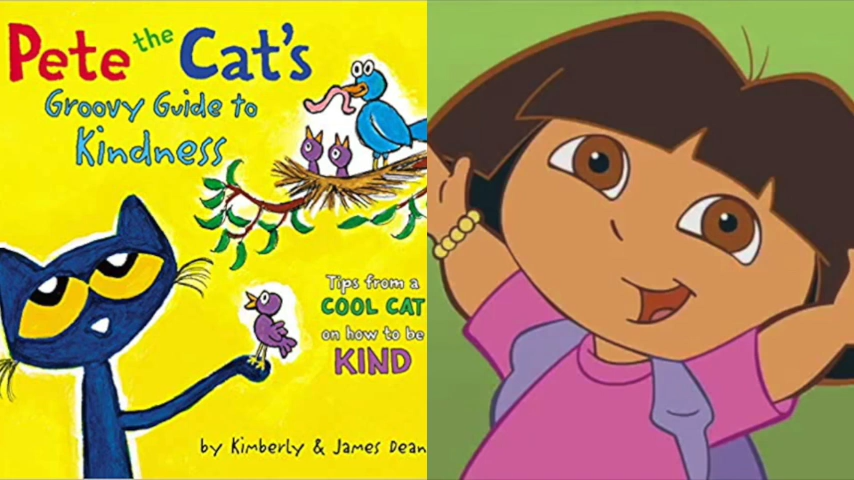 Pete the Cat's
Groovy Guide to
Kindness
Tips from a
COOL CAT
on how to be
KIND
by Kimberly & James Dean